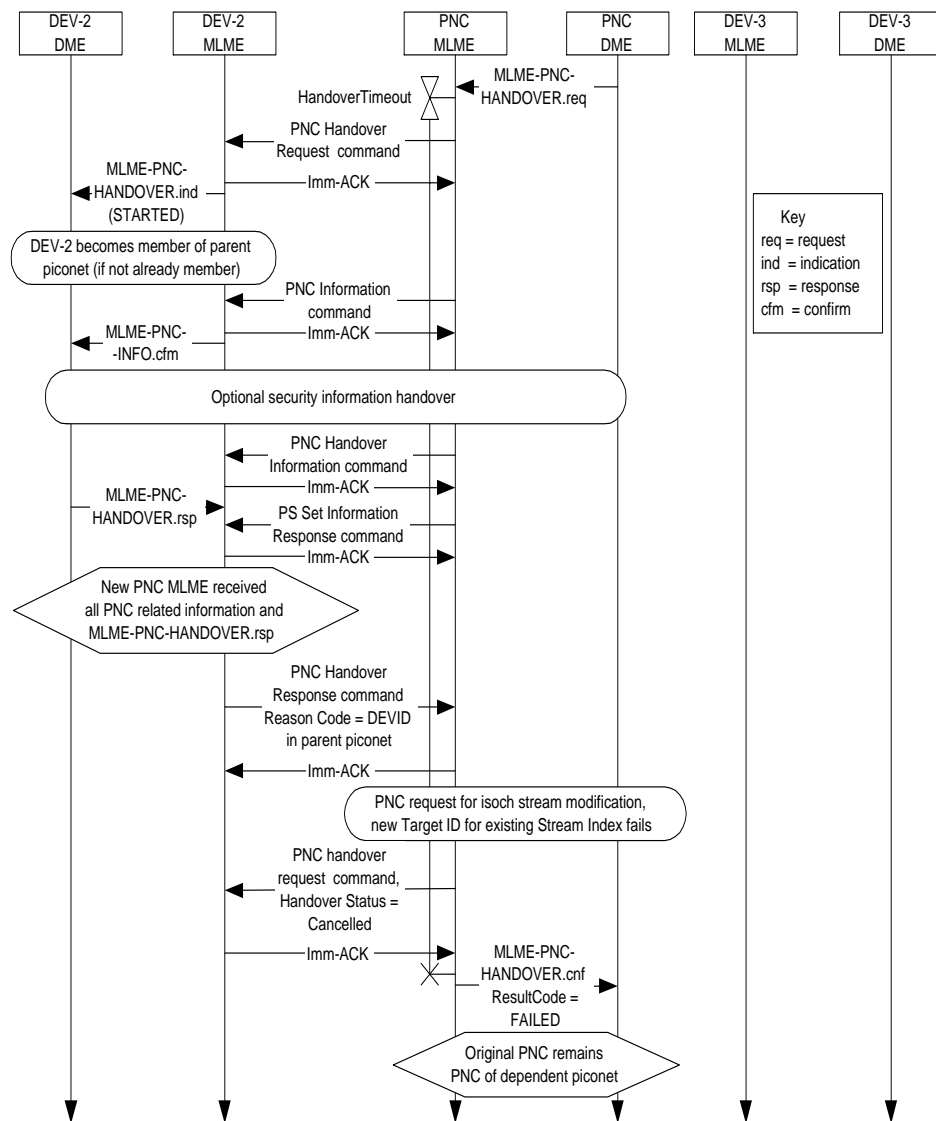 DEV-2
DME
DEV-2
MLME
PNC
MLME
PNC
DME
DEV-3
MLME
DEV-3
DME
MLME-PNC-
HANDOVER.req
HandoverTimeout
PNC Handover
Request command
Imm-ACK
MLME-PNC-
HANDOVER.ind
(STARTED)
Key
req = request
ind = indication
rsp = response
cfm = confirm
DEV-2 becomes member of parent
piconet (if not already member)
PNC Information
command
Imm-ACK
MLME-PNC-
-INFO.cfm
Optional security information handover
PNC Handover
Information command
Imm-ACK
MLME-PNC-
HANDOVER.rsp
PS Set Information
Response command
Imm-ACK
New PNC MLME received
all PNC related information and
MLME-PNC-HANDOVER.rsp
PNC Handover
Response command
Reason Code = DEVID
in parent piconet
Imm-ACK
PNC request for isoch stream modification,
new Target ID for existing Stream Index fails
PNC handover
request command,
Handover Status =
Cancelled
Imm-ACK
MLME-PNC-
HANDOVER.cnf
ResultCode =
FAILED
Original PNC remains
PNC of dependent piconet